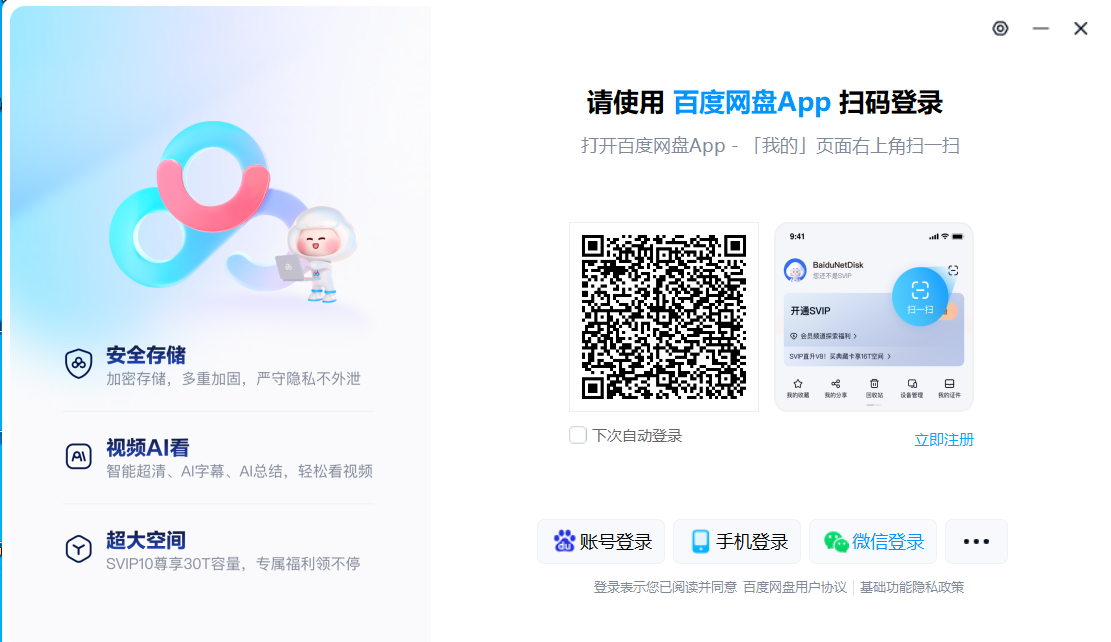 安全存储
加密存储，多重加固，严守隐私不外泄
视频AI看
智能超清、AI字幕、AI总结，轻松看视频
超大空间
SVIP10尊享30T容量，专属福利领不停
请使用 百度网盘App 扫码登录
打开百度网盘App - 「我的」页面右上角扫一扫
9:41
BaiduNetDisk
您还不是SVIP
扫一扫
开通SVIP
会员频道探索福利 >
SVIP直升V8！买典藏卡享16T空间 >
我的收藏 我的分享 回收站 设备管理 我的证件
下次自动登录
立即注册
账号登录 手机登录 微信登录 •••
登录表示您已阅读并同意 百度网盘用户协议 | 基础功能隐私政策